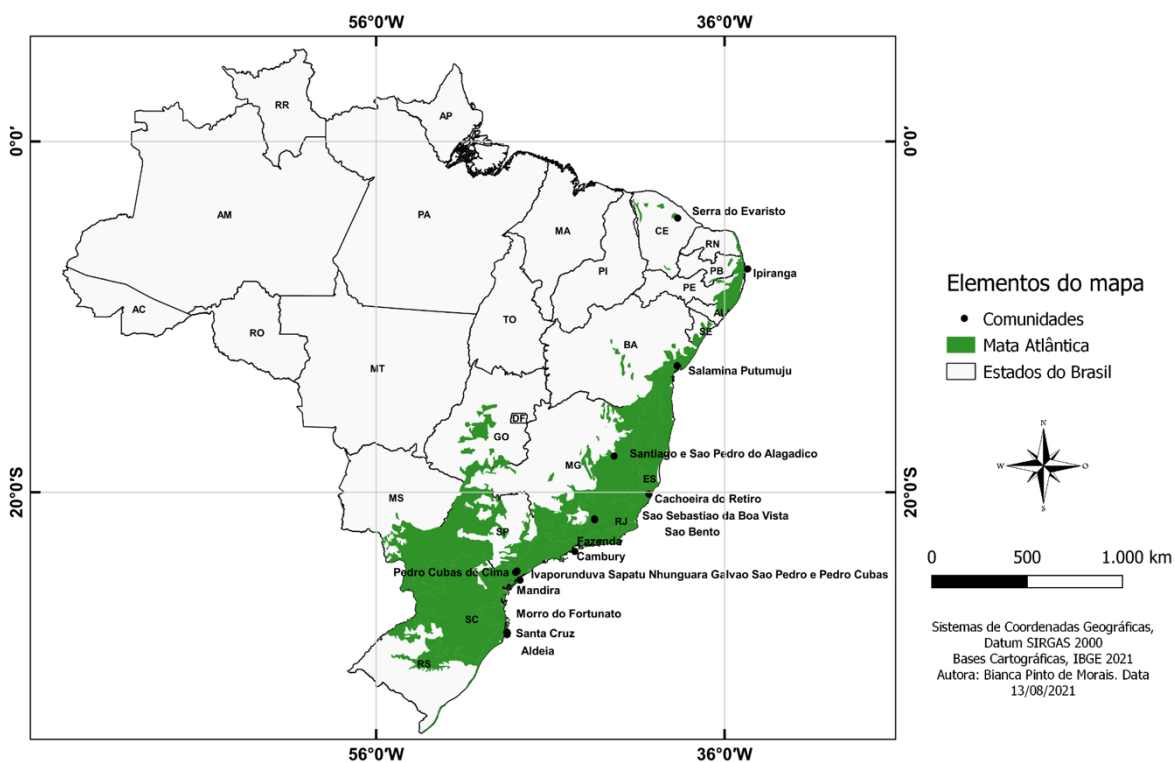 56°0'W 36°0'W
0°0' 0°0'
RR
AP
AM
PA
MA
CE
Serra do Evaristo
RN
PI
PB
Ipiranga
PE
AC
TO
AL
RO
SE
BA
MT
Salamina Putumuju
DF
GO
Santiago e Sao Pedro do Alagadico
MG
ES
20°0'S 20°0'S
MS
Cachoeira do Retiro
Sao Sebastiao da Boa Vista
RJ
SP
Sao Bento
Fazenda
Cambury
Pedro Cubas de Cima
Ivaporunduva Sapatu Nhunguara Galvao Sao Pedro e Pedro Cubas
Mandira
Morro do Fortunato
SC
Santa Cruz
Aldeia
RS
56°0'W 36°0'W
Elementos do mapa
Comunidades
Mata Atlântica
Estados do Brasil
N
W O
S
0 500 1.000 km
Sistemas de Coordenadas Geográficas,
Datum SIRGAS 2000
Bases Cartográficas, IBGE 2021
Autora: Bianca Pinto de Morais. Data
13/08/2021